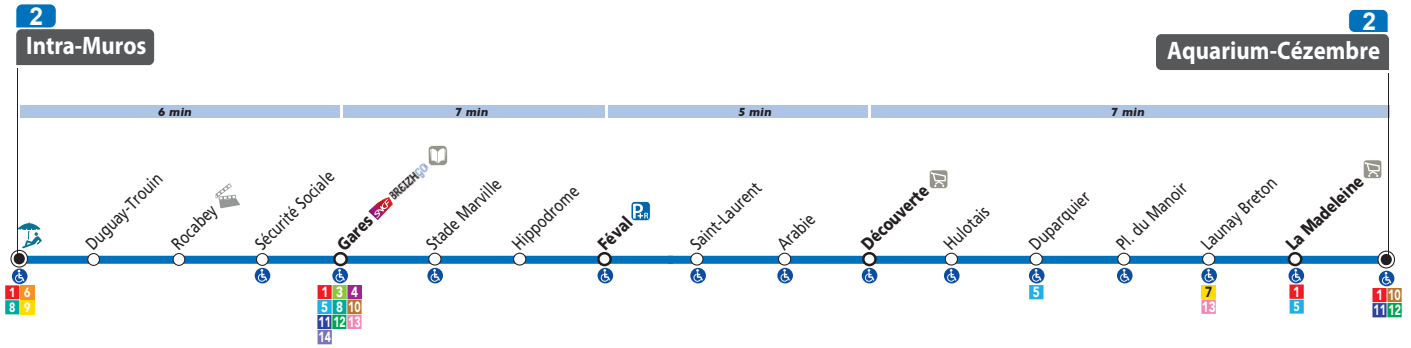 2
Intra-Muros
2
Aquarium-Cézembre
6 min
7 min
5 min
7 min
Duguay-Trouin
Rocabey
Sécurité Sociale
Gares SNCF BREIZHGO
Stade Marville
Hippodrome
Féval P+R
Saint-Laurent
Arabie
Découverte
Hulotais
Duparquier
Pl. du Manoir
Launay Breton
La Madeleine
1 6
8 9
1 3 4
5 8 10
11 12 13
14
5
7
13
1
5
1 10
11 12